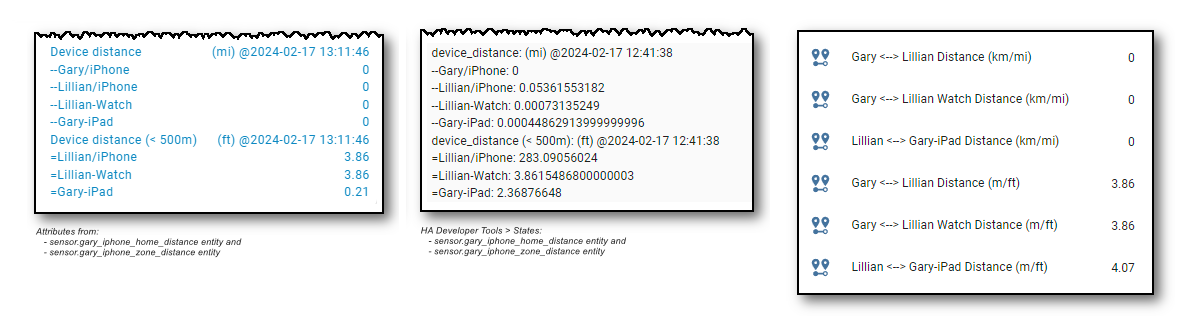 Device distance (mi) @2024-02-17 13:11:46
--Gary/iPhone 0
--Lillian/iPhone 0
--Lillian-Watch 0
--Gary-iPad 0
Device distance (< 500m) (ft) @2024-02-17 13:11:46
=Lillian/iPhone 3.86
=Lillian-Watch 3.86
=Gary-iPad 0.21
Attributes from:
- sensor.gary_iphone_home_distance entity and
- sensor.gary_iphone_zone_distance entity
device_distance: (mi) @2024-02-17 12:41:38
--Gary/iPhone: 0
--Lillian/iPhone: 0.05361553182
--Lillian-Watch: 0.00073135249
--Gary-iPad: 0.00044862913999999996
device_distance (< 500m): (ft) @2024-02-17 12:41:38
=Lillian/iPhone: 283.09056024
=Lillian-Watch: 3.8615486800000003
=Gary-iPad: 2.36876648
HA Developer Tools > States:
- sensor.gary_iphone_home_distance entity and
- sensor.gary_iphone_zone_distance entity
Gary <--> Lillian Distance (km/mi) 0
Gary <--> Lillian Watch Distance (km/mi) 0
Lillian <--> Gary-iPad Distance (km/mi) 0
Gary <--> Lillian Distance (m/ft) 3.86
Gary <--> Lillian Watch Distance (m/ft) 3.86
Lillian <--> Gary-iPad Distance (m/ft) 4.07